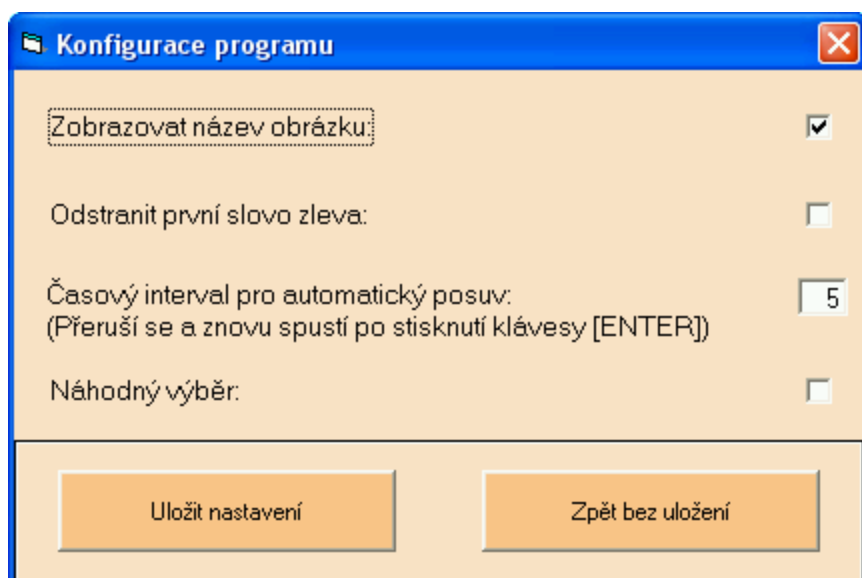 Konfigurace programu
Zobrazovat název obrázku:
Odstranit první slovo zleva:
Časový interval pro automatický posuv:
5
(Přeruší se a znovu spustí po stisknutí klávesy [ENTER])
Náhodný výběr:
Uložit nastavení
Zpět bez uložení